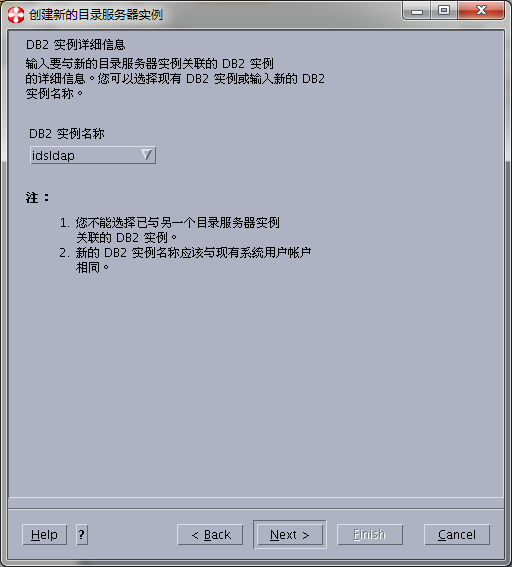 创建新的目录服务器实例
DB2 实例详细信息
输入要与新的目录服务器实例关联的 DB2 实例
的详细信息。您可以选择现有 DB2 实例或输入新的 DB2
实例名称。
DB2 实例名称
idsldap
注：
1. 您不能选择已与另一个目录服务器实例
关联的 DB2 实例。
2. 新的 DB2 实例名称应该与现有系统用户帐户
相同。
Help ? < Back Next > Finish Cancel